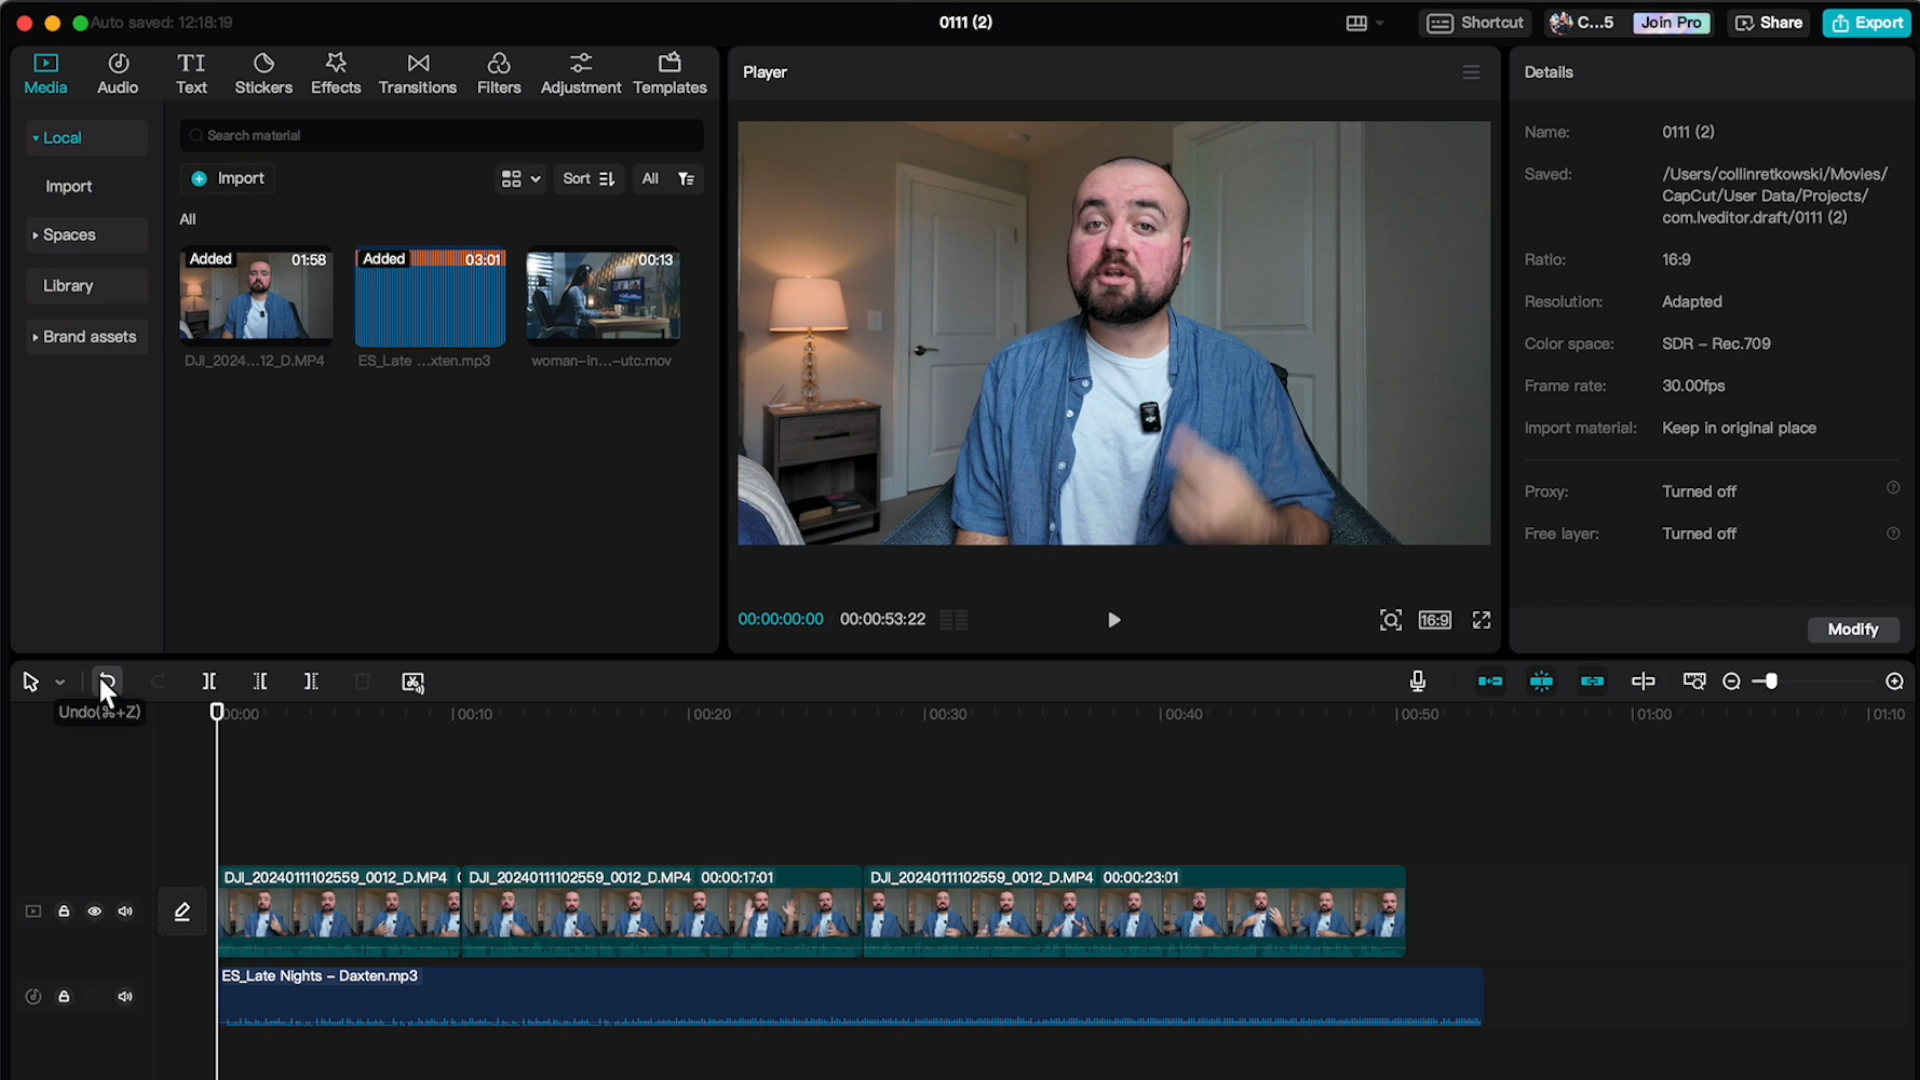 Auto saved: 12:18:19
0111 (2)
Shortcut
C...5
Join Pro
Share
Export
Media
Audio
TI
Text
Stickers
Effects
Transitions
Filters
Adjustment
Templates
Local
Import
Spaces
Library
Brand assets
Search material
Import
Sort
All
All
Added
01:58
DJI_2024...12_D.MP4
Added
03:01
ES_Late ...xten.mp3
00:13
woman-in...-utc.mov
Player
00:00:00:00
00:00:53:22
16:9
Details
Name:
0111 (2)
Saved:
/Users/collinretkowski/Movies/
CapCut/User Data/Projects/
com.lveditor.draft/0111 (2)
Ratio:
16:9
Resolution:
Adapted
Color space:
SDR – Rec.709
Frame rate:
30.00fps
Import material:
Keep in original place
Proxy:
Turned off
Free layer:
Turned off
Modify
Undo(⌘+Z)
00:00
00:10
00:20
00:30
00:40
00:50
01:00
01:10
DJI_20240111102559_0012_D.MP4
DJI_20240111102559_0012_D.MP4 00:00:17:01
DJI_20240111102559_0012_D.MP4 00:00:23:01
ES_Late Nights – Daxten.mp3